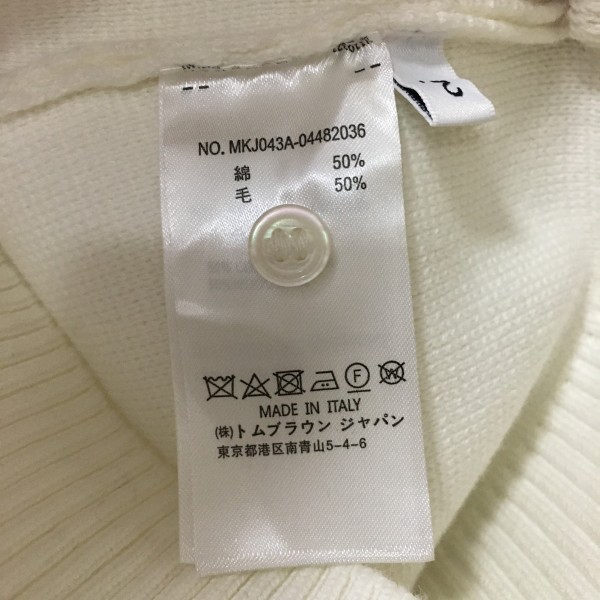 NO. MKJ043A-04482036
綿 50%
毛 50%
F
W
MADE IN ITALY
(株)トムブラウン ジャパン
東京都港区南青山5-4-6
2